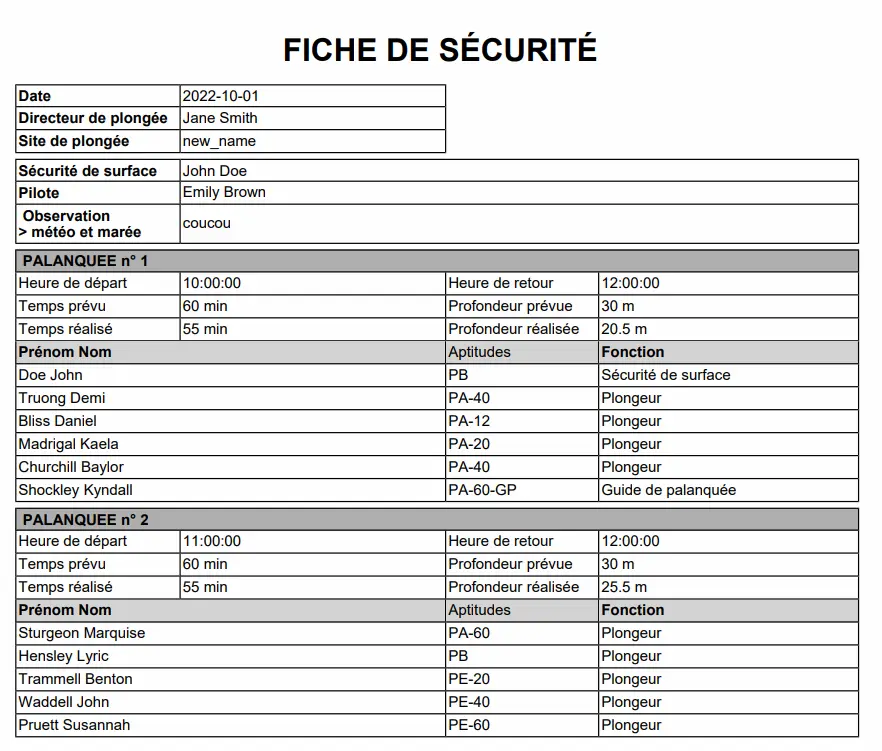 FICHE DE SÉCURITÉ
Date 2022-10-01
Directeur de plongée Jane Smith
Site de plongée new_name
Sécurité de surface John Doe
Pilote Emily Brown
Observation
> météo et marée coucou
PALANQUEE n° 1
Heure de départ 10:00:00 Heure de retour 12:00:00
Temps prévu 60 min Profondeur prévue 30 m
Temps réalisé 55 min Profondeur réalisée 20.5 m
Prénom Nom Aptitudes Fonction
Doe John PB Sécurité de surface
Truong Demi PA-40 Plongeur
Bliss Daniel PA-12 Plongeur
Madrigal Kaela PA-20 Plongeur
Churchill Baylor PA-40 Plongeur
Shockley Kyndall PA-60-GP Guide de palanquée
PALANQUEE n° 2
Heure de départ 11:00:00 Heure de retour 12:00:00
Temps prévu 60 min Profondeur prévue 30 m
Temps réalisé 55 min Profondeur réalisée 25.5 m
Prénom Nom Aptitudes Fonction
Sturgeon Marquise PA-60 Plongeur
Hensley Lyric PB Plongeur
Trammell Benton PE-20 Plongeur
Waddell John PE-40 Plongeur
Pruett Susannah PE-60 Plongeur